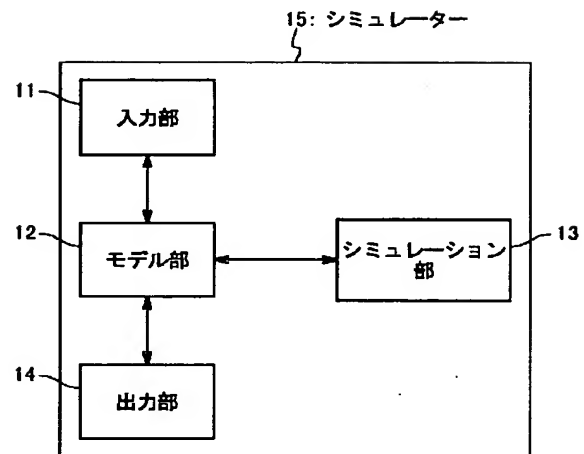 15: シミュレーター
11
入力部
12
モデル部
シミュレーション
部
13
14
出力部